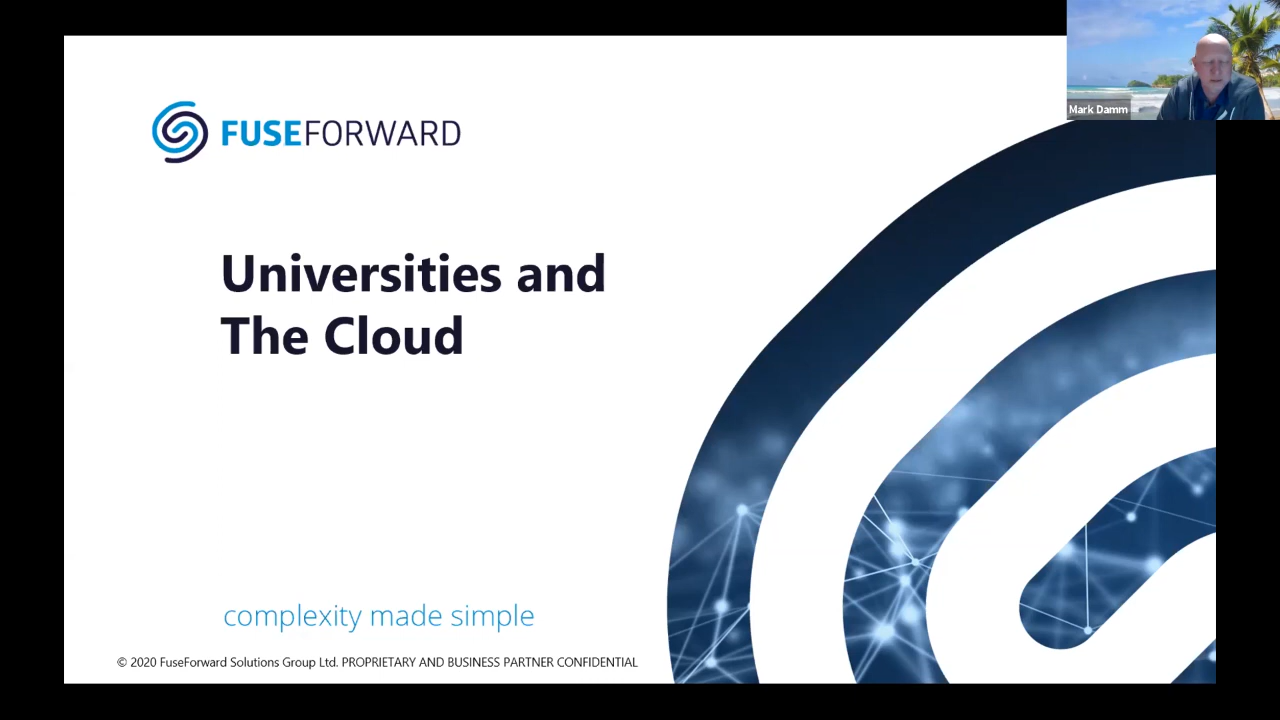 Mark Damm
FUSEFORWARD
Universities and
The Cloud
complexity made simple
© 2020 FuseForward Solutions Group Ltd. PROPRIETARY AND BUSINESS PARTNER CONFIDENTIAL